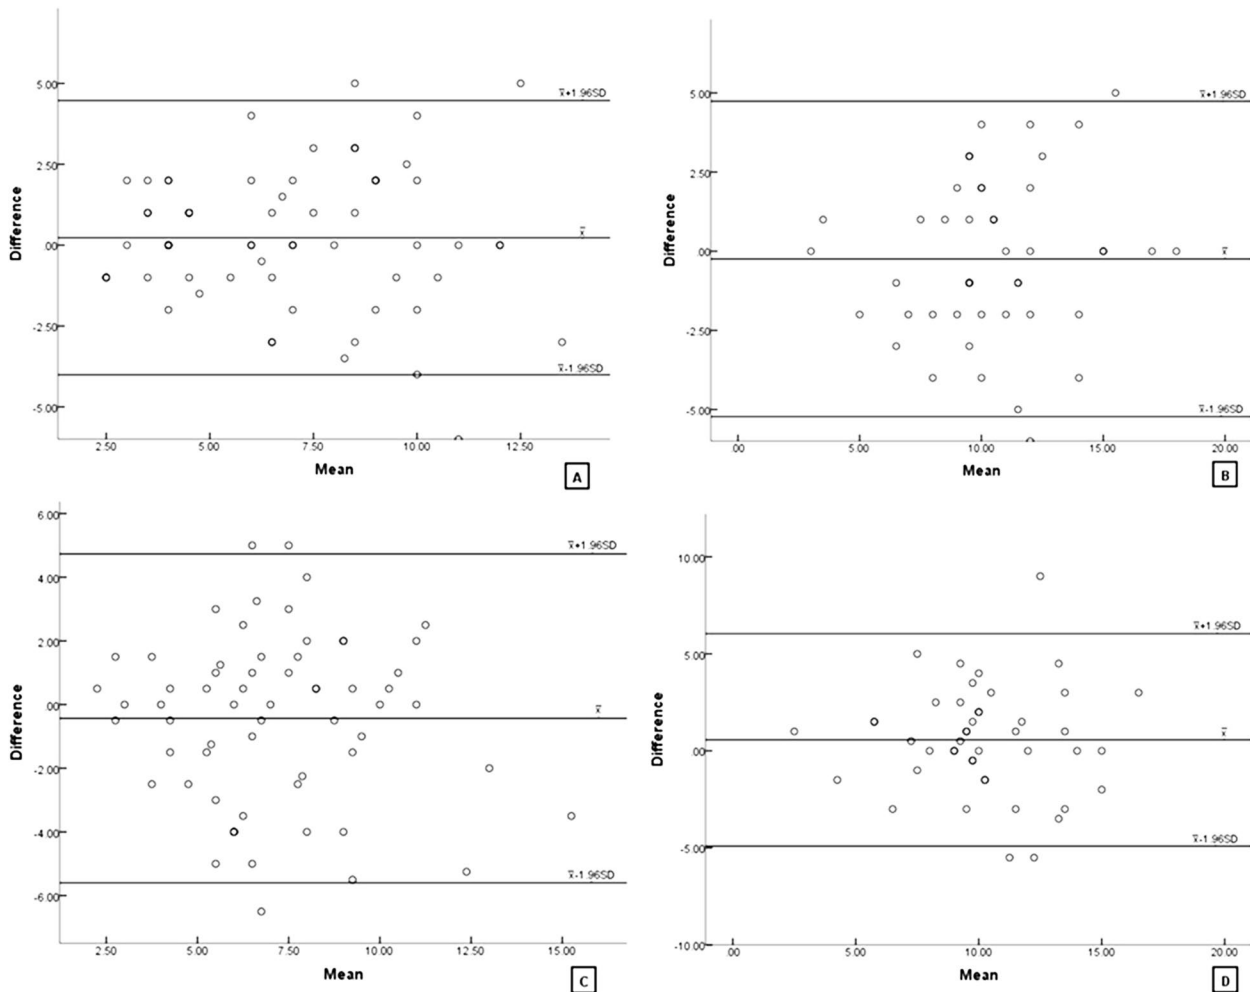 5.00
x̄+1.96SD
2.50
x̄
.00
-2.50
x̄-1.96SD
-5.00
2.50 5.00 7.50 10.00 12.50
Difference
Mean
A
5.00
x̄+1.96SD
2.50
.00
x̄
-2.50
-5.00
x̄-1.96SD
.00 5.00 10.00 15.00 20.00
Difference
Mean
B
6.00
x̄+1.96SD
4.00
2.00
.00
x̄
-2.00
-4.00
x̄-1.96SD
-6.00
2.50 5.00 7.50 10.00 12.50 15.00
Difference
Mean
C
10.00
x̄+1.96SD
5.00
x̄
.00
x̄-1.96SD
-5.00
-10.00
.00 5.00 10.00 15.00 20.00
Difference
Mean
D